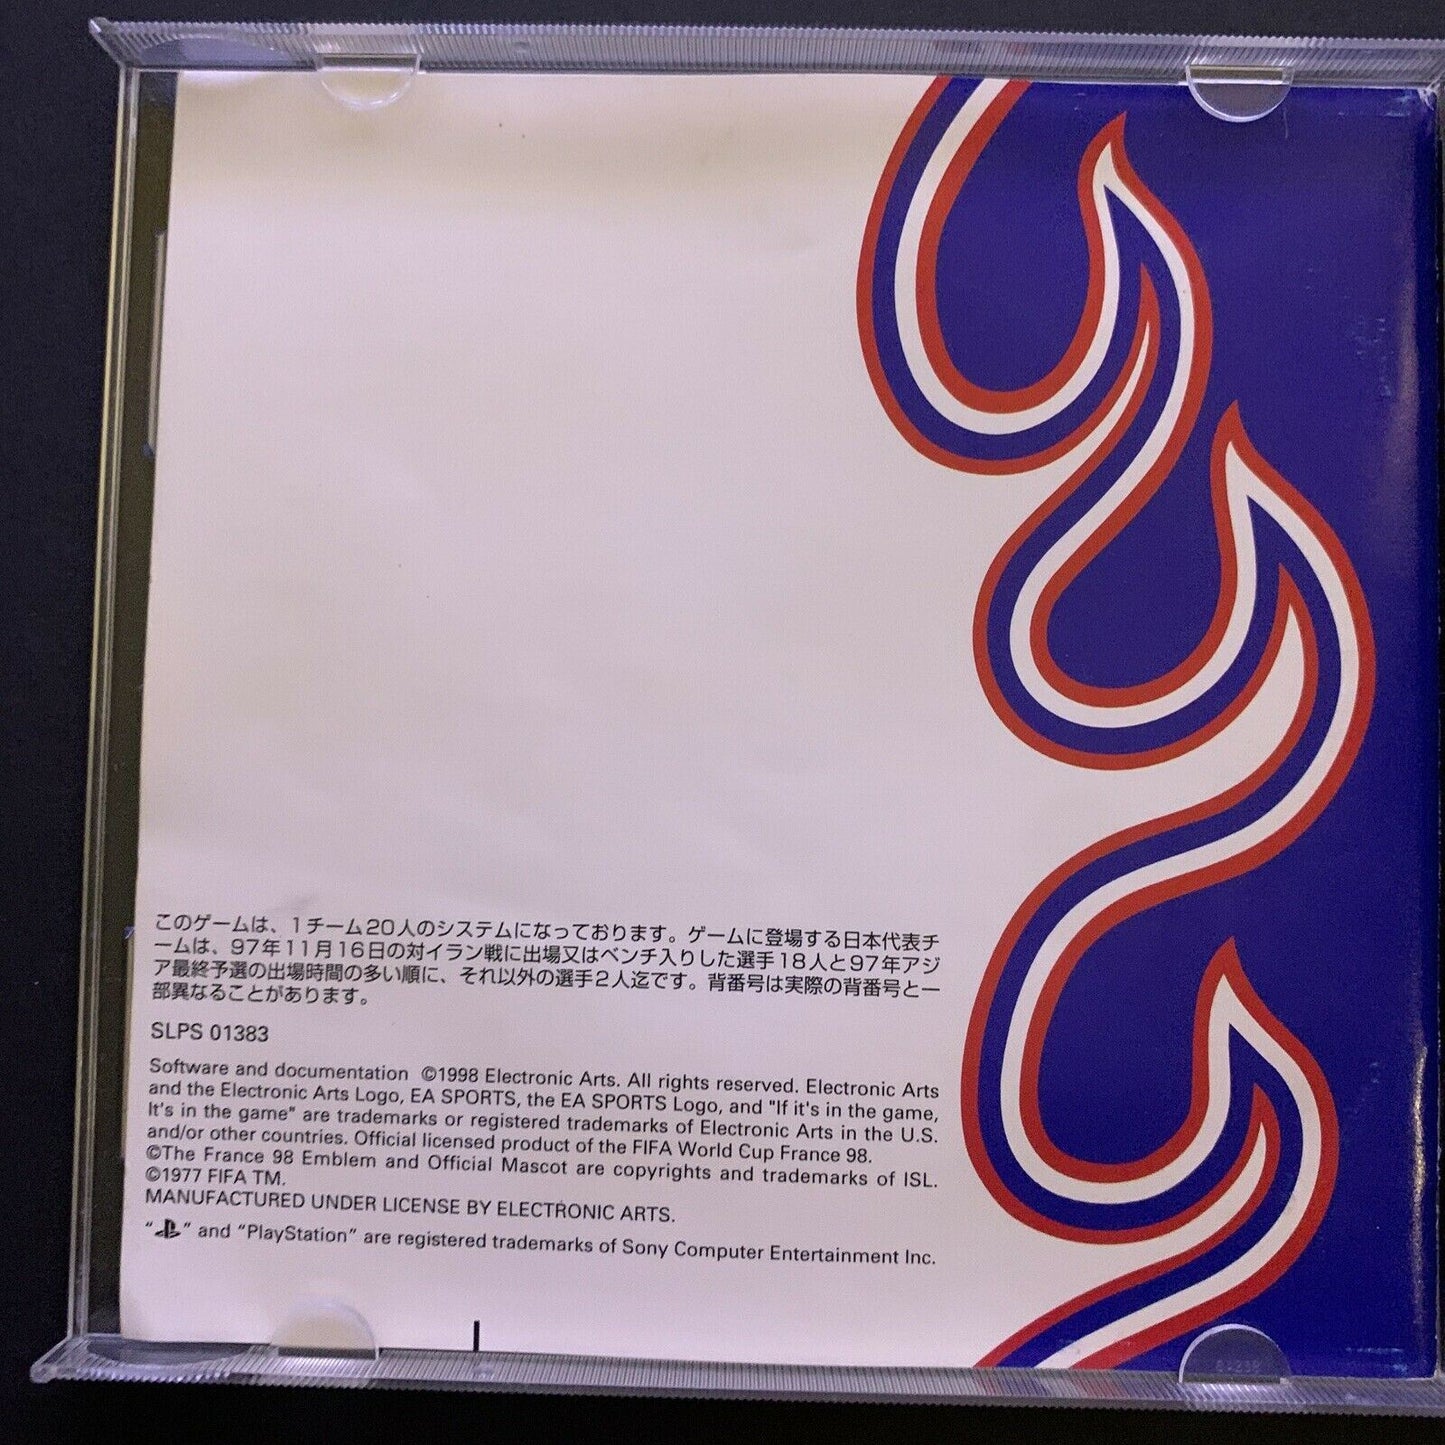 このゲームは、1チーム20人のシステムになっております。ゲームに登場する日本代表チ
ームは、97年11月16日の対イラン戦に出場又はベンチ入りした選手18人と97年アジ
ア最終予選の出場時間の多い順に、それ以外の選手2人迄です。背番号は実際の背番号と一
部異なることがあります。
SLPS 01383
Software and documentation ©1998 Electronic Arts. All rights reserved. Electronic Arts
and the Electronic Arts Logo, EA SPORTS, the EA SPORTS Logo, and "If it's in the game,
It's in the game" are trademarks or registered trademarks of Electronic Arts in the U.S.
and/or other countries. Official licensed product of the FIFA World Cup France 98.
©The France 98 Emblem and Official Mascot are copyrights and trademarks of ISL.
©1977 FIFA TM.
MANUFACTURED UNDER LICENSE BY ELECTRONIC ARTS.
“ ” and “PlayStation” are registered trademarks of Sony Computer Entertainment Inc.